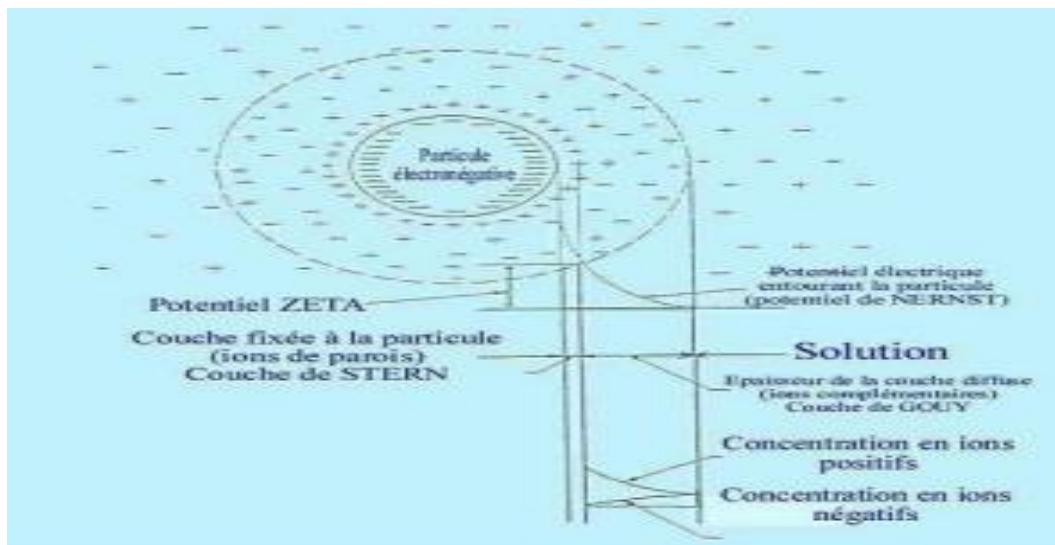 Particule
électronégative
Potentiel électrique
entourant la particule
(potentiel de NERNST)
Potentiel ZETA
Couche fixée à la particule
(ions de parois)
Couche de STERN
Solution
Epaisseur de la couche diffuse
(ions complémentaires)
Couche de GOUY
Concentration en ions
positifs
Concentration en ions
négatifs